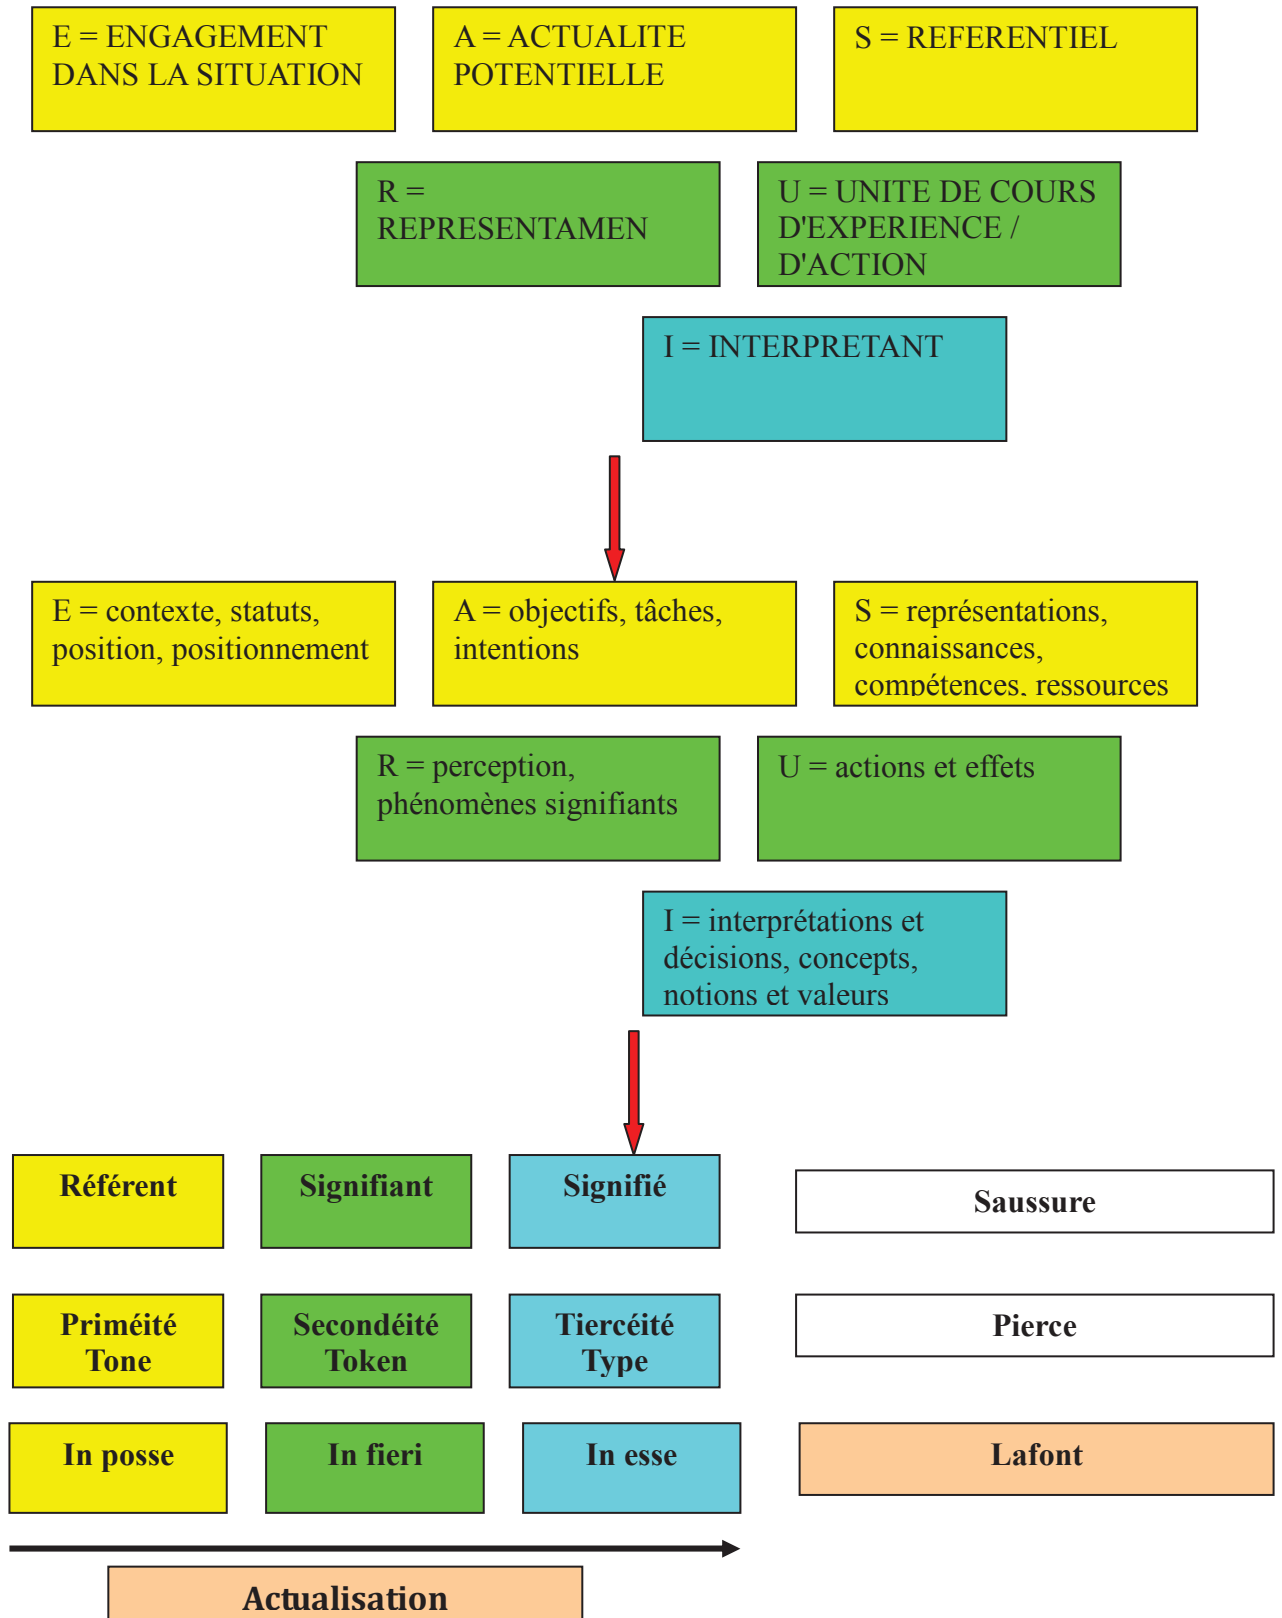 E = ENGAGEMENT
DANS LA SITUATION
A = ACTUALITE
POTENTIELLE
S = REFERENTIEL
R =
REPRESENTAMEN
U = UNITE DE COURS
D'EXPERIENCE /
D'ACTION
I = INTERPRETANT
E = contexte, statuts,
position, positionnement
A = objectifs, tâches,
intentions
S = représentations,
connaissances,
compétences, ressources
R = perception,
phénomènes signifiants
U = actions et effets
I = interprétations et
décisions, concepts,
notions et valeurs
Référent
Signifiant
Signifié
Saussure
Priméité
Tone
Secondéité
Token
Tiercéité
Type
Pierce
In posse
In fieri
In esse
Lafont
Actualisation